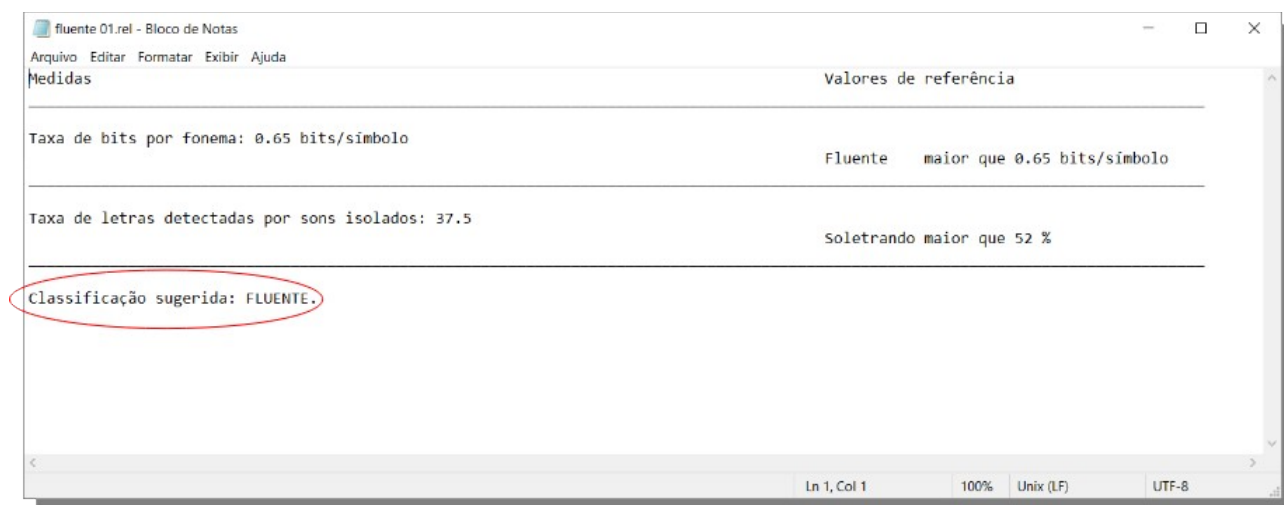 fluente 01.rel - Bloco de Notas
Arquivo Editar Formatar Exibir Ajuda
Medidas Valores de referência
Taxa de bits por fonema: 0.65 bits/símbolo
Fluente maior que 0.65 bits/símbolo
Taxa de letras detectadas por sons isolados: 37.5
Soletrando maior que 52 %
Classificação sugerida: FLUENTE.
Ln 1, Col 1 100% Unix (LF) UTF-8